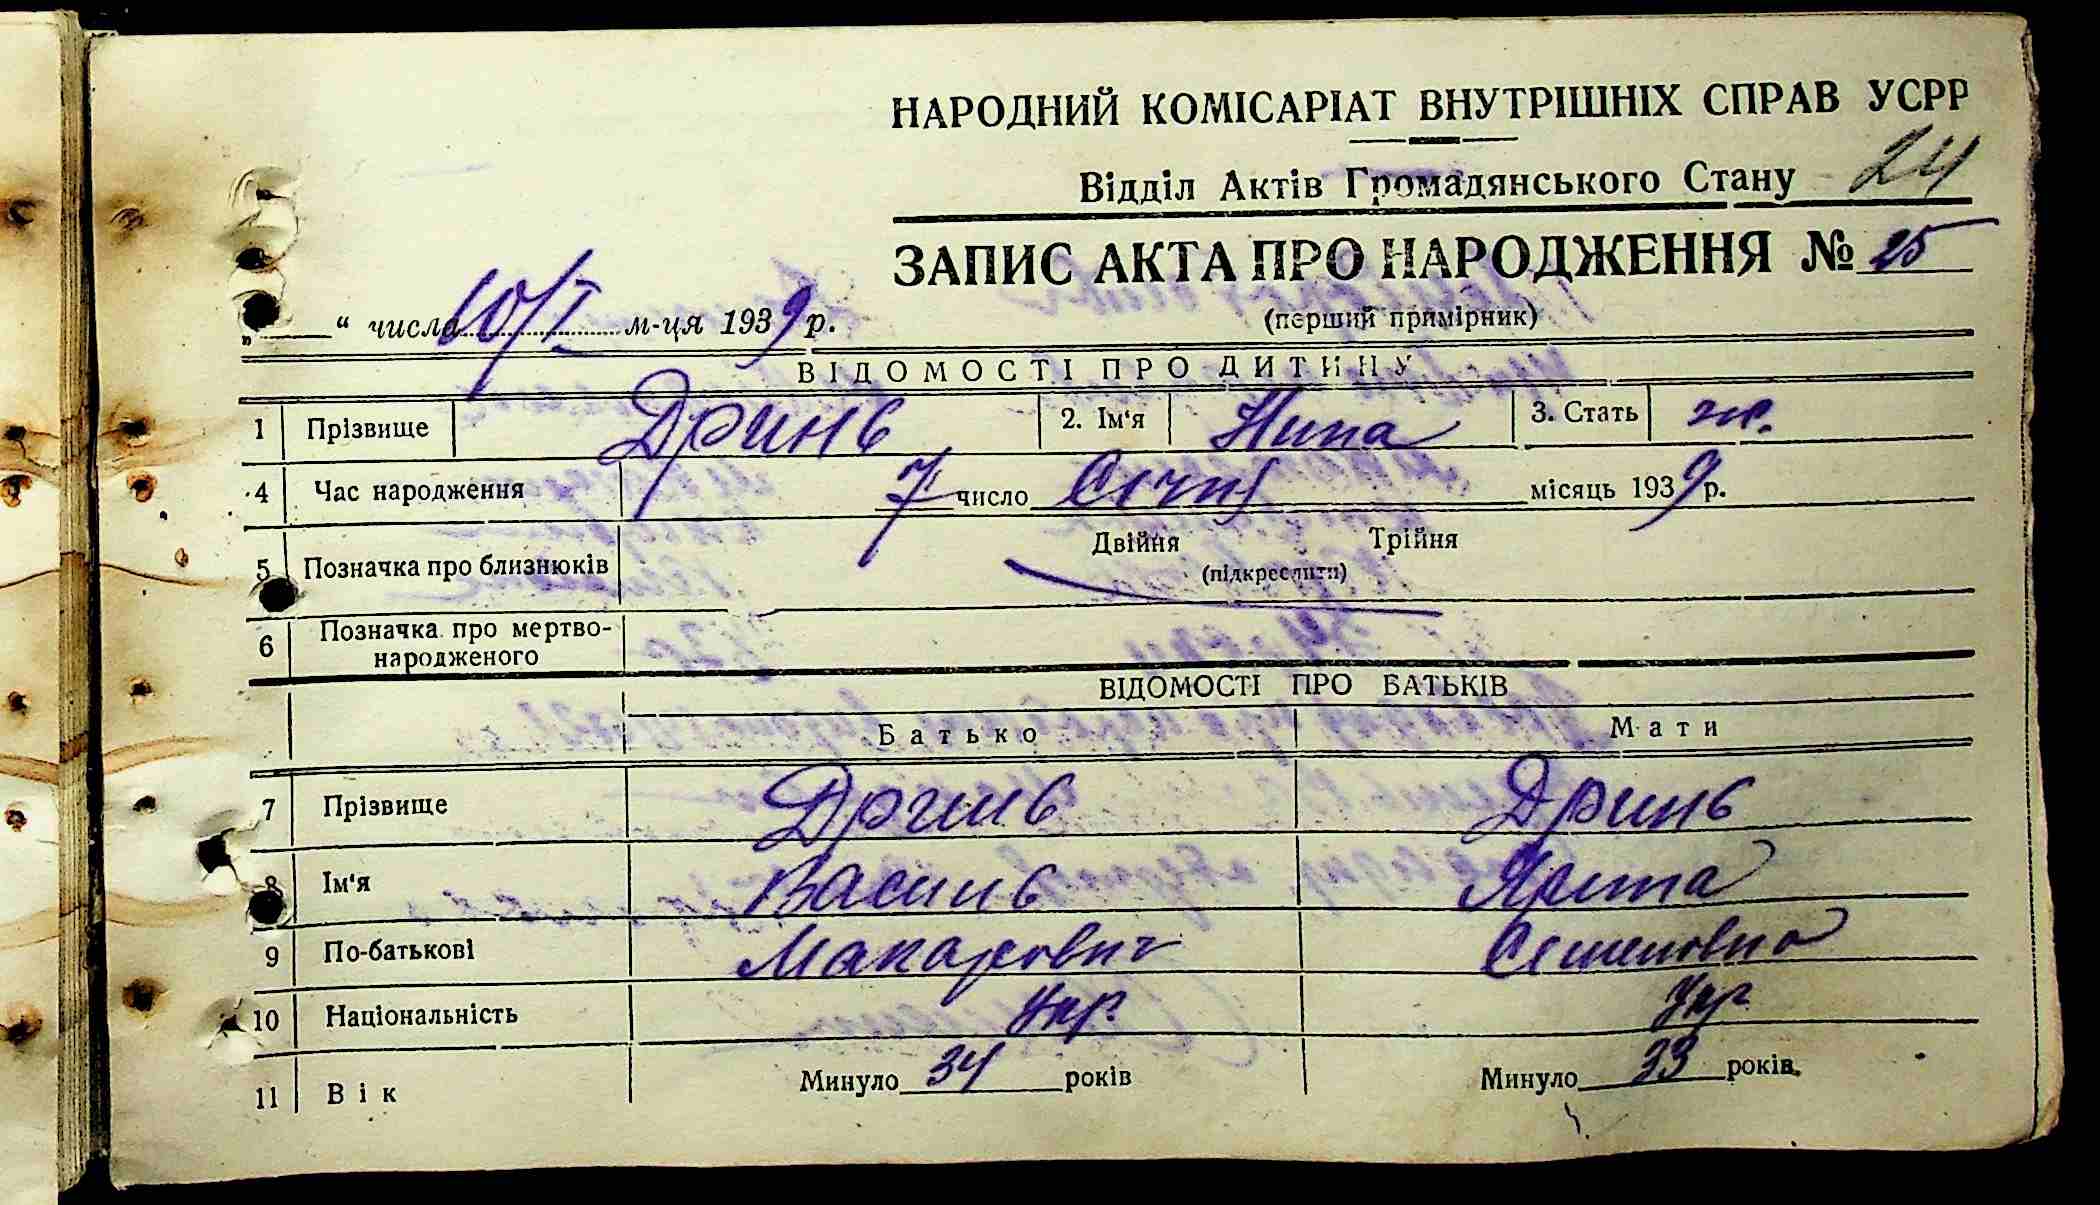 НАРОДНИЙ КОМІСАРІАТ ВНУТРІШНІХ СПРАВ УСРР
Відділ Актів Громадянського Стану 24
ЗАПИС АКТА ПРО НАРОДЖЕННЯ № 25
(перший примірник)
„ “ числа 10/I м-ця 1939 р.
ВІДОМОСТІ ПРО ДИТИНУ
1 Прізвище Дринь 2. Ім'я Нина 3. Стать ж.
4 Час народження 7 число Січня місяць 1939 р.
5 Позначка про близнюків Двійня Трійня
(підкреслити)
6 Позначка про мертво-
народженого
ВІДОМОСТІ ПРО БАТЬКІВ
Батько Мати
7 Прізвище Дринь Дринь
8 Ім'я Василь Ярина
9 По-батькові Макарович Семеновна
10 Національність Укр. Укр
11 Вік Минуло 34 років Минуло 33 років.